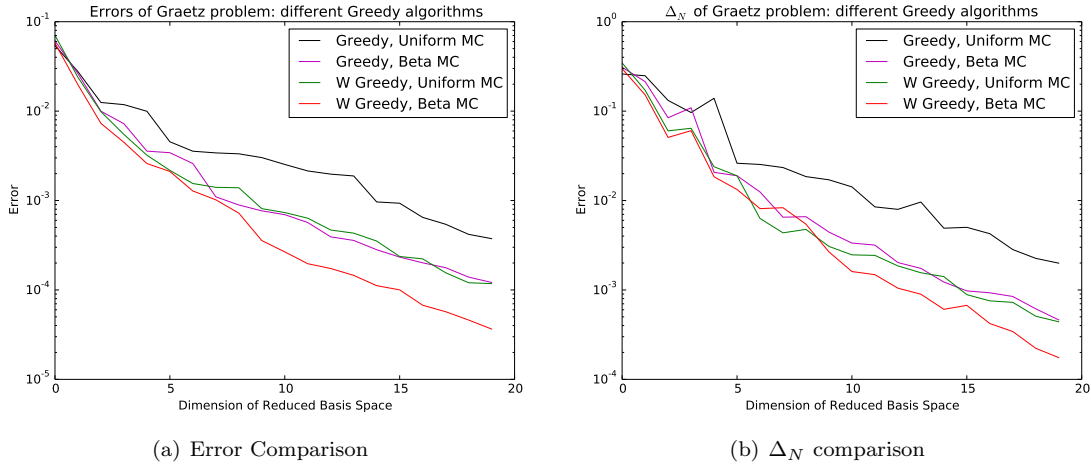 Errors of Graetz problem: different Greedy algorithms
10^{-1}
10^{-2}
10^{-3}
10^{-4}
10^{-5}
Error
Greedy, Uniform MC
Greedy, Beta MC
W Greedy, Uniform MC
W Greedy, Beta MC
0 5 10 15 20
Dimension of Reduced Basis Space
(a) Error Comparison
Δ_N of Graetz problem: different Greedy algorithms
10^0
10^{-1}
10^{-2}
10^{-3}
10^{-4}
Error
Greedy, Uniform MC
Greedy, Beta MC
W Greedy, Uniform MC
W Greedy, Beta MC
0 5 10 15 20
Dimension of Reduced Basis Space
(b) Δ_N comparison